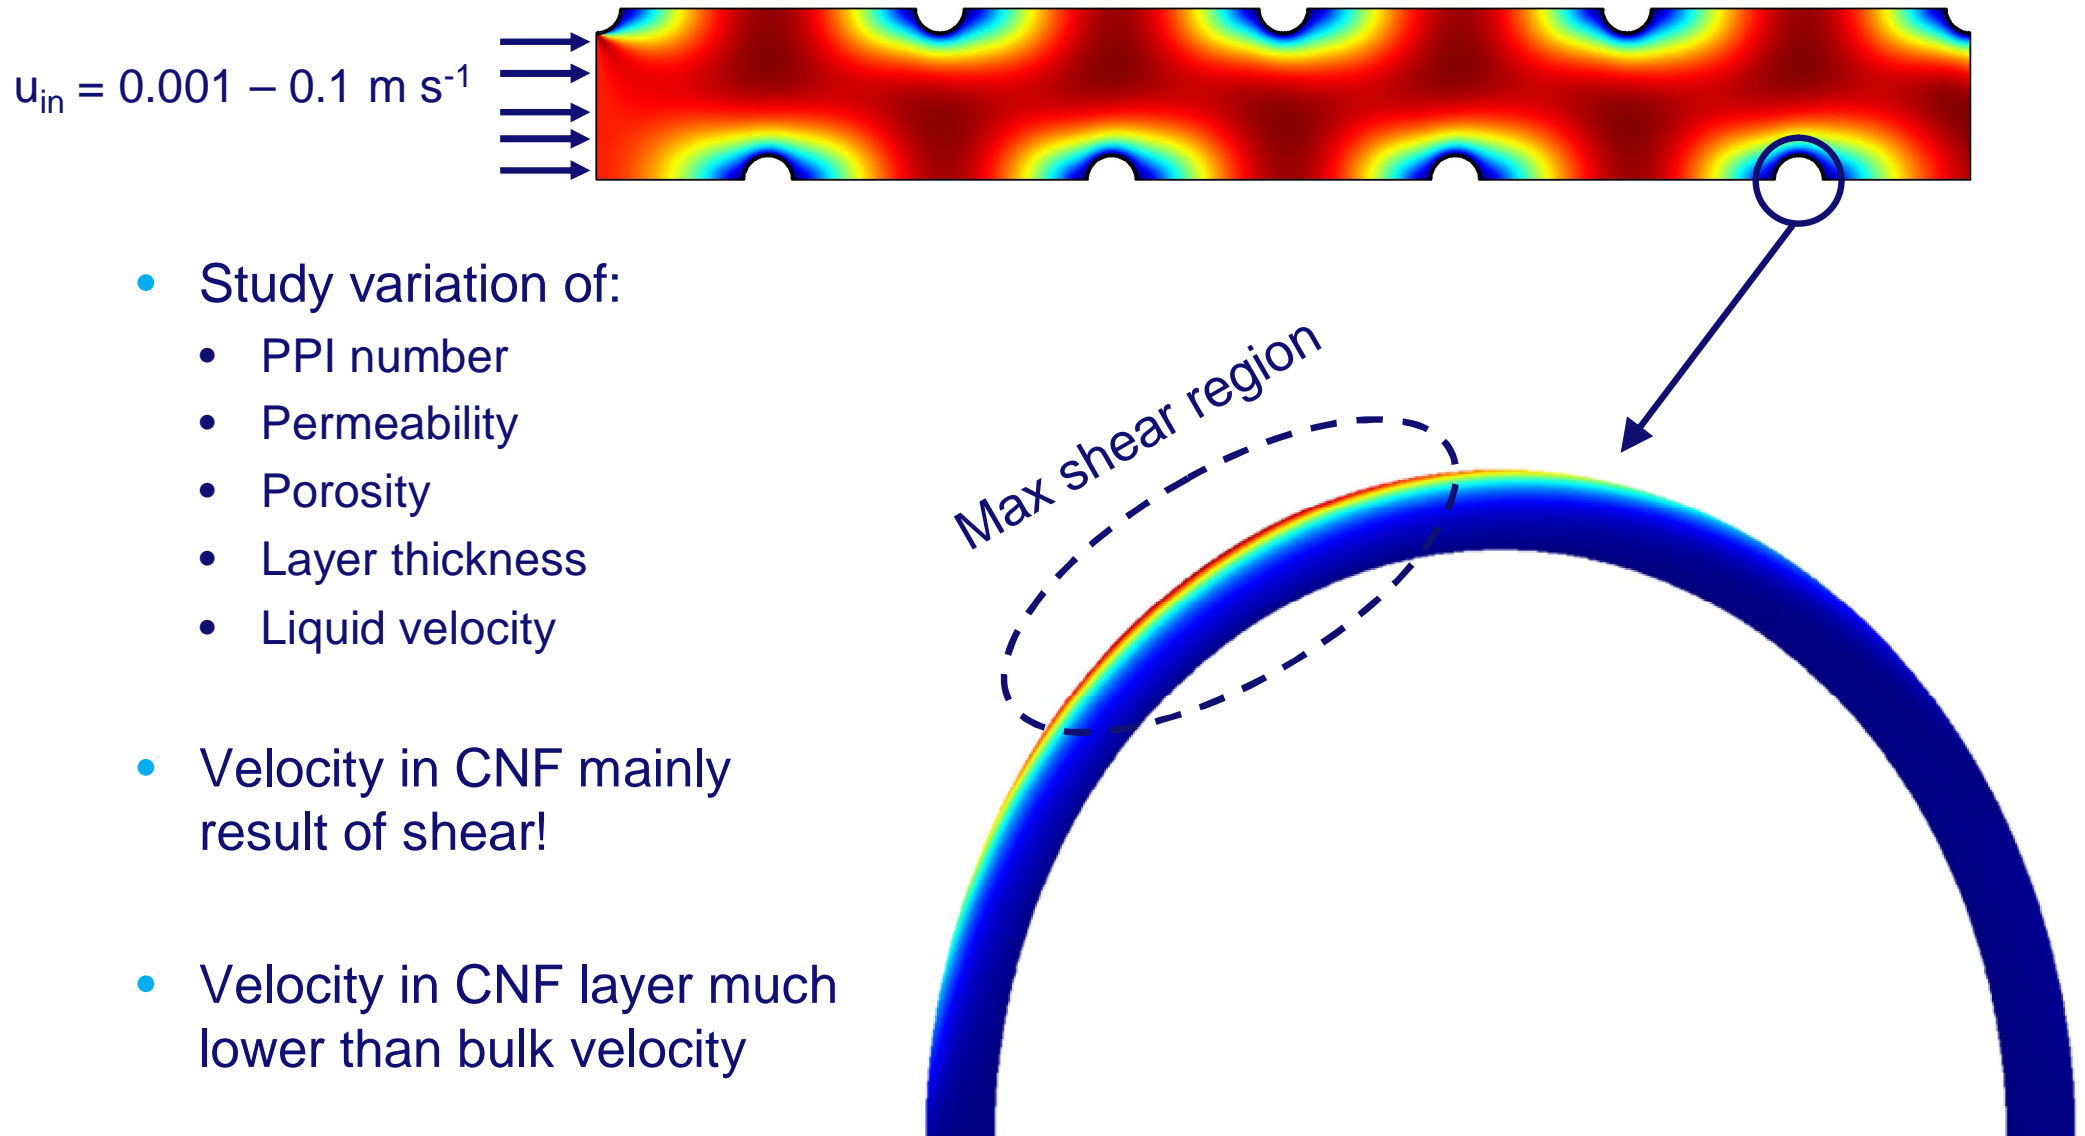 u_in = 0.001 – 0.1 m s^-1
• Study variation of:
• PPI number
• Permeability
• Porosity
• Layer thickness
• Liquid velocity
Max shear region
• Velocity in CNF mainly
result of shear!
• Velocity in CNF layer much
lower than bulk velocity